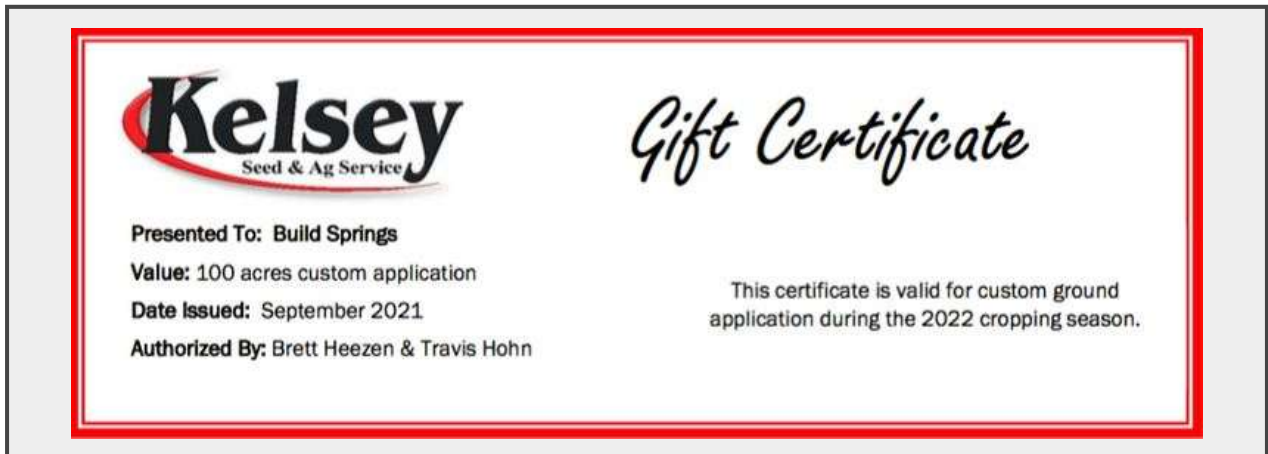 Kelsey
Seed & Ag Service
Gift Certificate
Presented To: Build Springs
Value: 100 acres custom application
Date Issued: September 2021
Authorized By: Brett Heezen & Travis Hohn
This certificate is valid for custom ground
application during the 2022 cropping season.